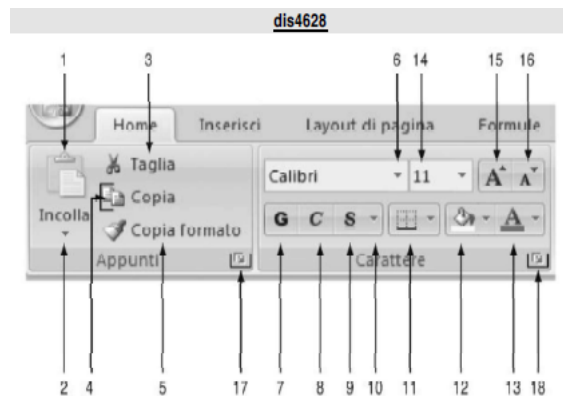 dis4628
1 3 6 14 15 16
Home Inserisci Layout di pagina Formule
Taglia
Calibri 11 A A
Copia
Incolla
G C S A
Copia formato
Appunti Carattere
2 4 5 17 7 8 9 10 11 12 13 18